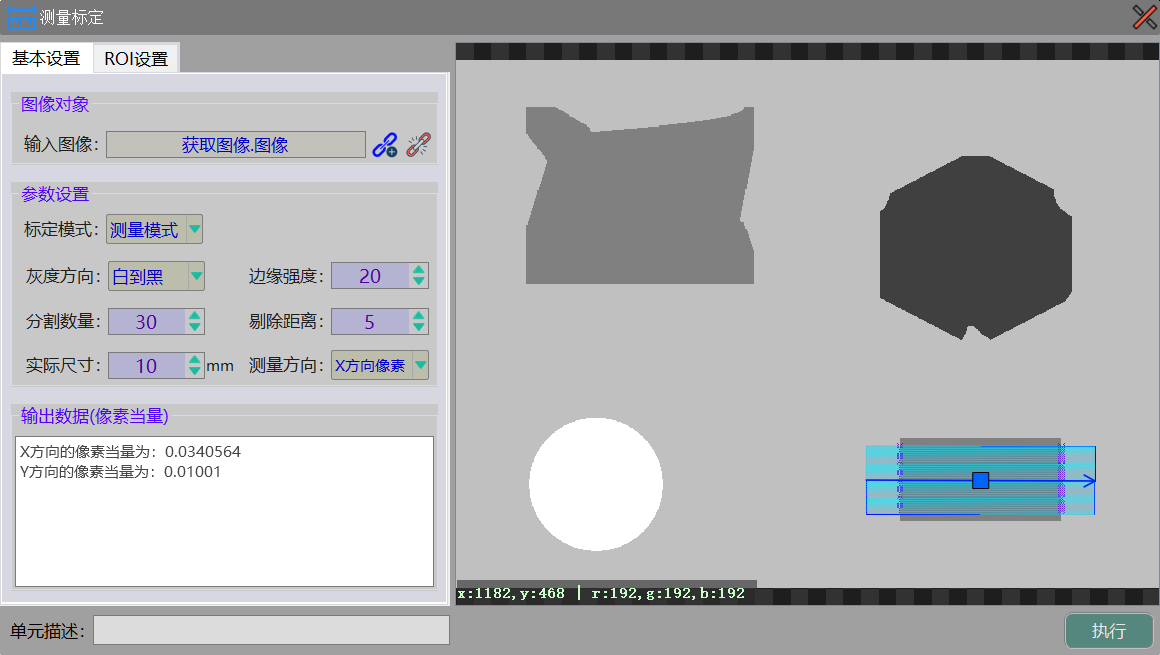 测量标定
基本设置 ROI设置
图像对象
输入图像: 获取图像.图像
参数设置
标定模式: 测量模式
灰度方向: 白到黑 边缘强度: 20
分割数量: 30 剔除距离: 5
实际尺寸: 10 mm 测量方向: X方向像素
输出数据(像素当量)
X方向的像素当量为: 0.0340564
Y方向的像素当量为: 0.01001
x:1182,y:468 | r:192,g:192,b:192
单元描述:
执行